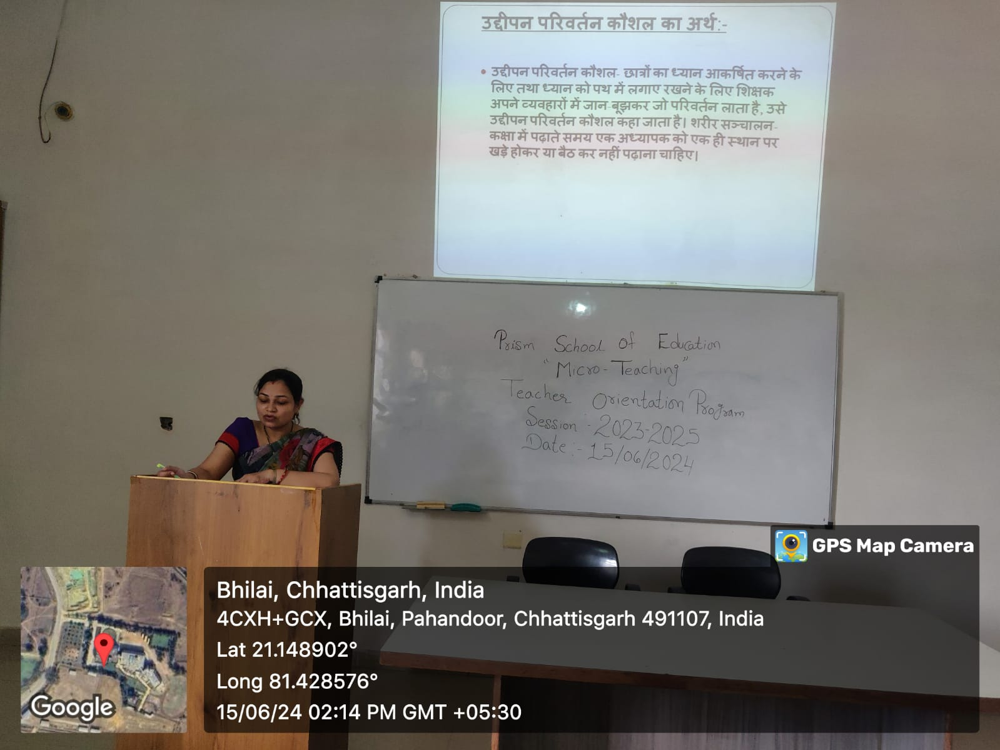 उद्दीपन परिवर्तन कौशल का अर्थ:-
• उद्दीपन परिवर्तन कौशल- छात्रों का ध्यान आकर्षित करने के
लिए तथा ध्यान को पथ में लगाए रखने के लिए शिक्षक
अपने व्यवहारों में जान-बूझकर जो परिवर्तन लाता है, उसे
उद्दीपन परिवर्तन कौशल कहा जाता है। शरीर सञ्चालन-
कक्षा में पढ़ाते समय एक अध्यापक को एक ही स्थान पर
खड़े होकर या बैठ कर नहीं पढ़ाना चाहिए।
Prism School Of Education
"Micro-Teaching"
Teacher Orientation Program
Session :- 2023-2025
Date :- 15/06/2024
GPS Map Camera
Bhilai, Chhattisgarh, India
4CXH+GCX, Bhilai, Pahandoor, Chhattisgarh 491107, India
Lat 21.148902°
Long 81.428576°
15/06/24 02:14 PM GMT +05:30
Google